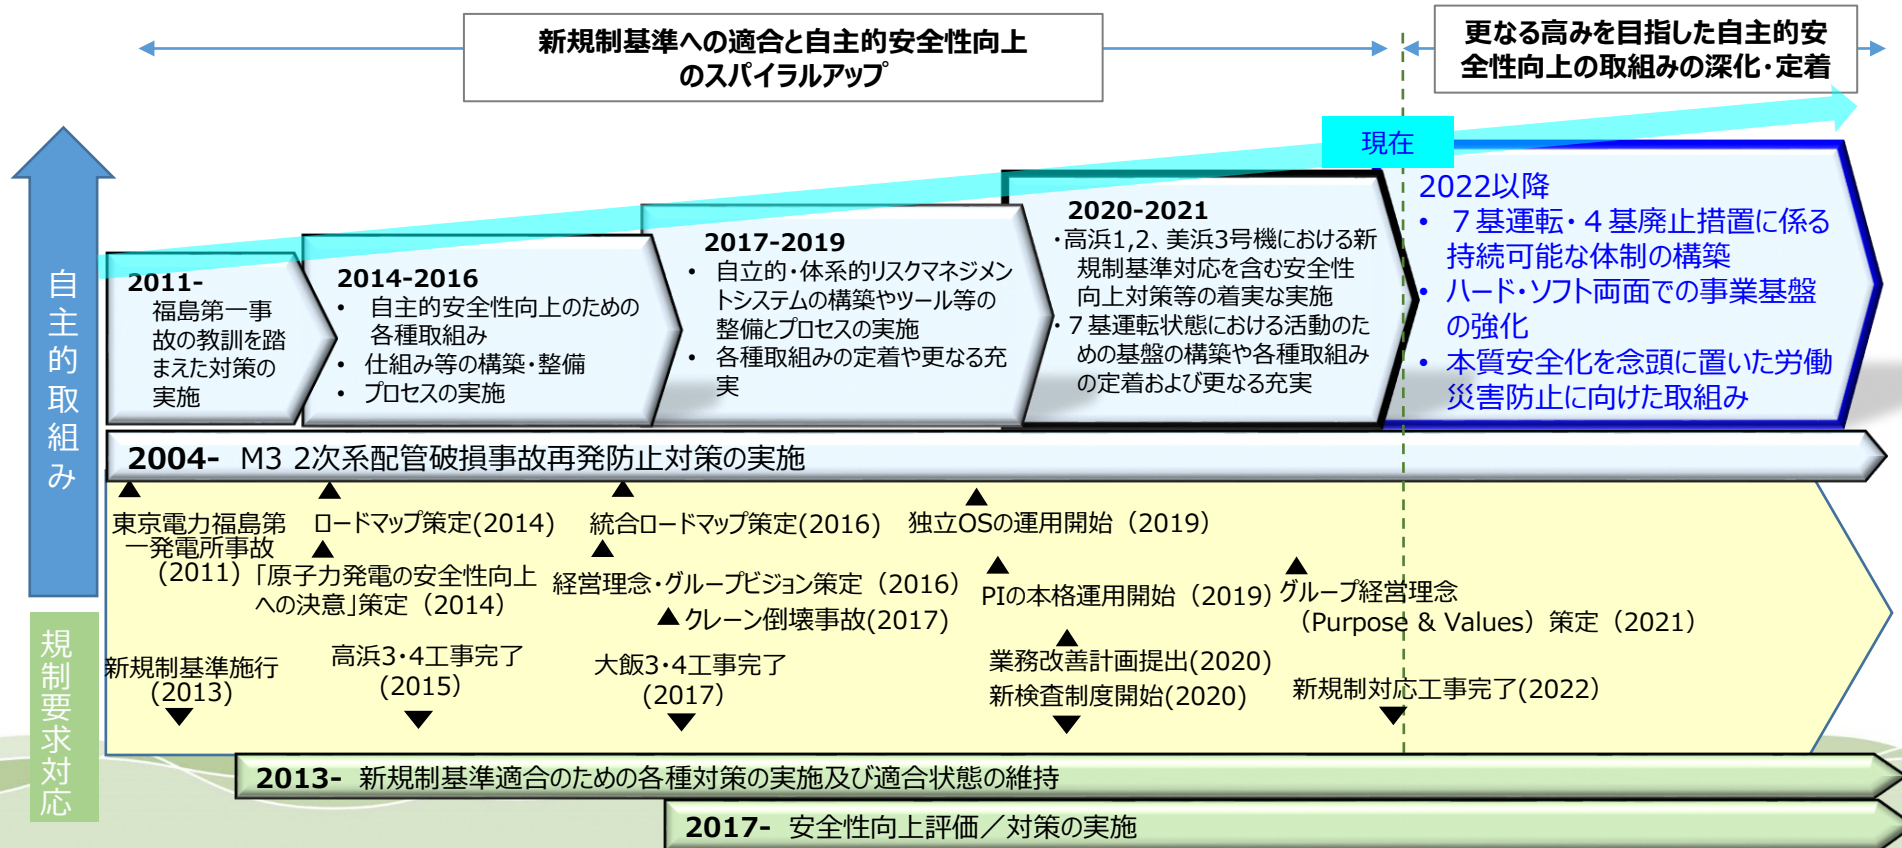 新規制基準への適合と自主的安全性向上
のスパイラルアップ
更なる高みを目指した自主的安
全性向上の取組みの深化・定着
現在
自主的取組み
2011-
福島第一事
故の教訓を踏
まえた対策の
実施
2014-2016
• 自主的安全性向上のための
各種取組み
• 仕組み等の構築・整備
• プロセスの実施
2017-2019
• 自立的・体系的リスクマネジメン
トシステムの構築やツール等の
整備とプロセスの実施
• 各種取組みの定着や更なる充
実
2020-2021
・高浜1,2、美浜3号機における新
規制基準対応を含む安全性
向上対策等の着実な実施
・７基運転状態における活動のた
めの基盤の構築や各種取組み
の定着および更なる充実
2022以降
• ７基運転・４基廃止措置に係る
持続可能な体制の構築
• ハード・ソフト両面での事業基盤
の強化
• 本質安全化を念頭に置いた労働
災害防止に向けた取組み
2004- M3 2次系配管破損事故再発防止対策の実施
▲ 東京電力福島第
一発電所事故
（2011）
▲ ロードマップ策定(2014)
▲ 「原子力発電の安全性向上
への決意」策定（2014）
▲ 統合ロードマップ策定(2016)
▲ 経営理念・グループビジョン策定（2016）
▲ クレーン倒壊事故(2017)
▲ 独立OSの運用開始（2019）
▲ PIの本格運用開始（2019）
▲ グループ経営理念
（Purpose & Values）策定（2021）
▲ 業務改善計画提出(2020)
規制要求対応
新規制基準施行
（2013）▼
高浜3・4工事完了
（2015）▼
大飯3・4工事完了
（2017）▼
新検査制度開始(2020) ▼
新規制対応工事完了(2022) ▼
2013- 新規制基準適合のための各種対策の実施及び適合状態の維持
2017- 安全性向上評価／対策の実施